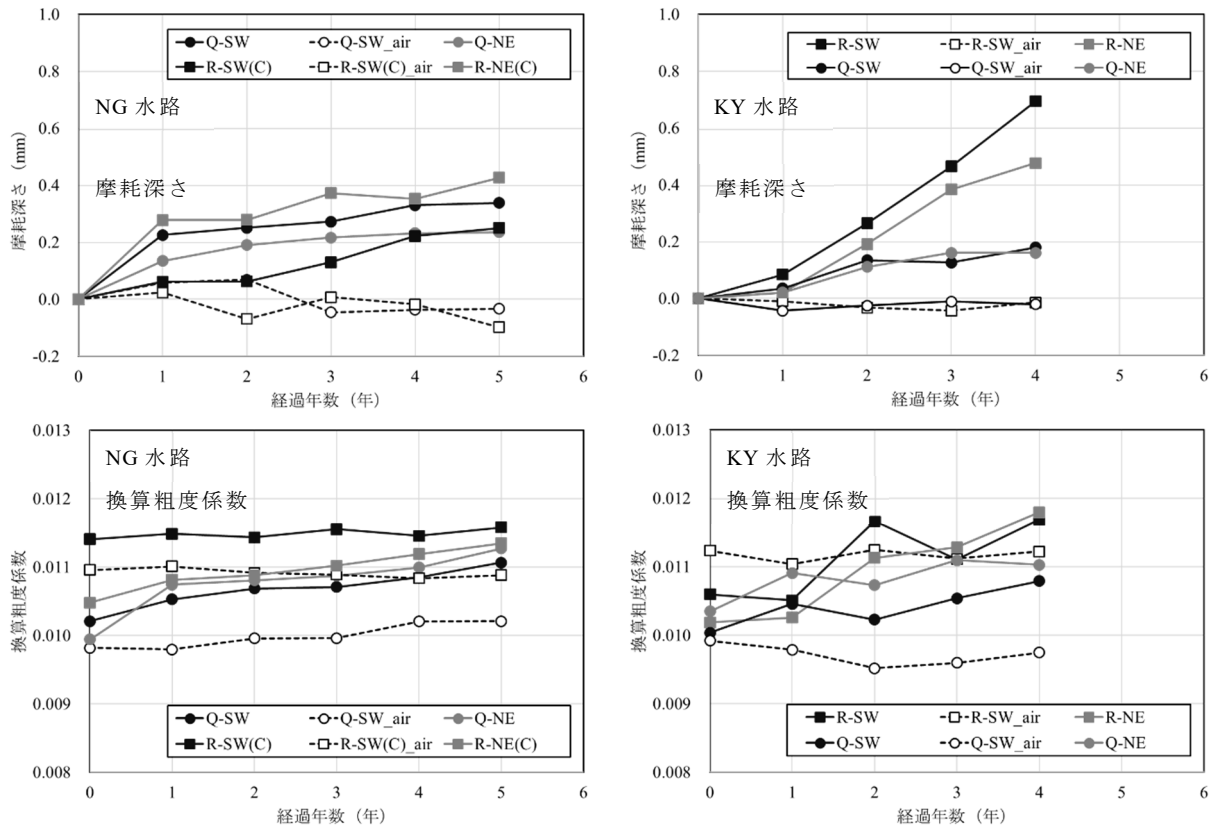 1.0
0.8
0.6
0.4
0.2
0.0
-0.2
摩耗深さ（mm）
Q-SW Q-SW_air Q-NE
R-SW(C) R-SW(C)_air R-NE(C)
NG 水路
摩耗深さ
0 1 2 3 4 5 6
経過年数（年）
1.0
0.8
0.6
0.4
0.2
0.0
-0.2
摩耗深さ（mm）
R-SW R-SW_air R-NE
Q-SW Q-SW_air Q-NE
KY 水路
摩耗深さ
0 1 2 3 4 5 6
経過年数（年）
0.013
0.012
0.011
0.010
0.009
0.008
換算粗度係数
NG 水路
換算粗度係数
Q-SW Q-SW_air Q-NE
R-SW(C) R-SW(C)_air R-NE(C)
0 1 2 3 4 5 6
経過年数（年）
0.013
0.012
0.011
0.010
0.009
0.008
換算粗度係数
KY 水路
換算粗度係数
R-SW R-SW_air R-NE
Q-SW Q-SW_air Q-NE
0 1 2 3 4 5 6
経過年数（年）